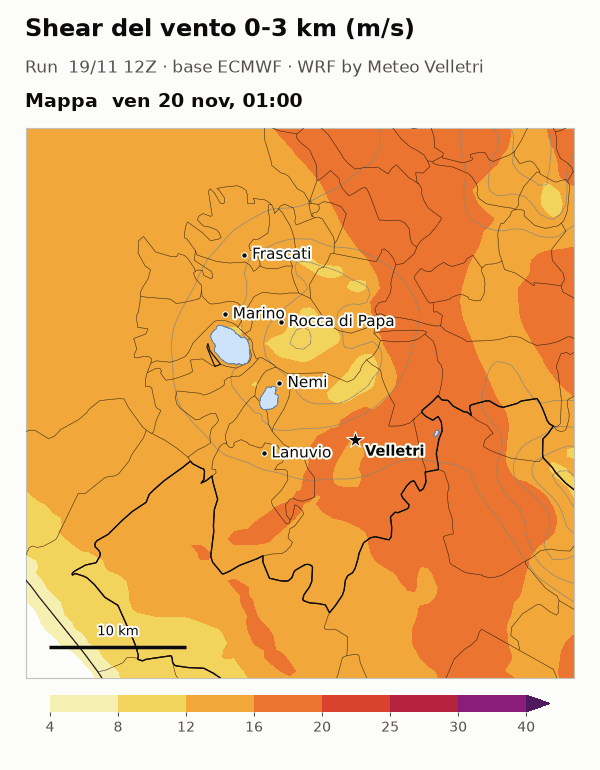 Shear del vento 0-3 km (m/s)
Run  19/11 12Z · base ECMWF · WRF by Meteo Velletri
Mappa  ven 20 nov, 01:00
Frascati
Marino
Rocca di Papa
Nemi
Velletri
Lanuvio
10 km
4 8 12 16 20 25 30 40